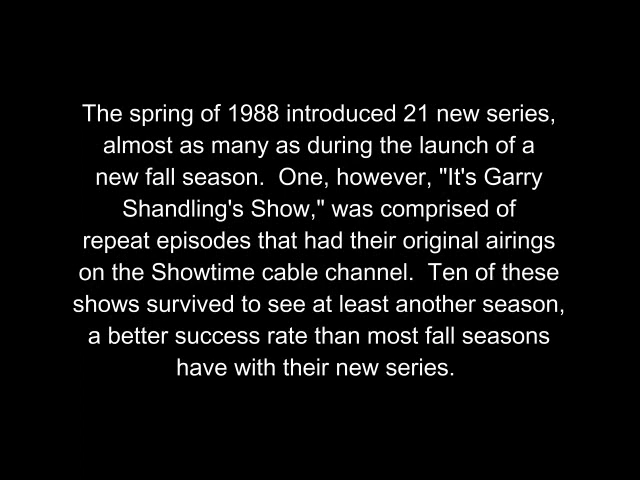 The spring of 1988 introduced 21 new series,
almost as many as during the launch of a
new fall season.  One, however, "It's Garry
Shandling's Show," was comprised of
repeat episodes that had their original airings
on the Showtime cable channel.  Ten of these
shows survived to see at least another season,
a better success rate than most fall seasons
have with their new series.